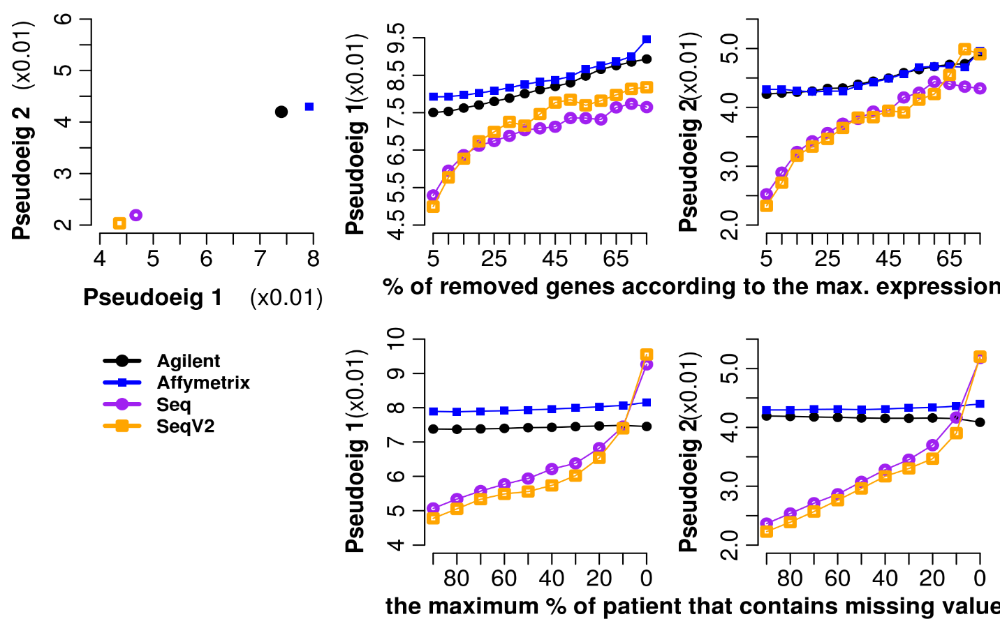 Pseudoeig 2 (x0.01)
6
5
4
3
2
4 5 6 7 8
Pseudoeig 1 (x0.01)
Pseudoeig 1(x0.01)
9.5
8.5
7.5
6.5
5.5
4.5
5 25 45 65
Pseudoeig 2(x0.01)
5.0
4.0
3.0
2.0
5 25 45 65
% of removed genes according to the max. expression
Agilent
Affymetrix
Seq
SeqV2
Pseudoeig 1(x0.01)
10
9
8
7
6
5
4
80 60 40 20 0
Pseudoeig 2(x0.01)
5.0
4.0
3.0
2.0
80 60 40 20 0
the maximum % of patient that contains missing value